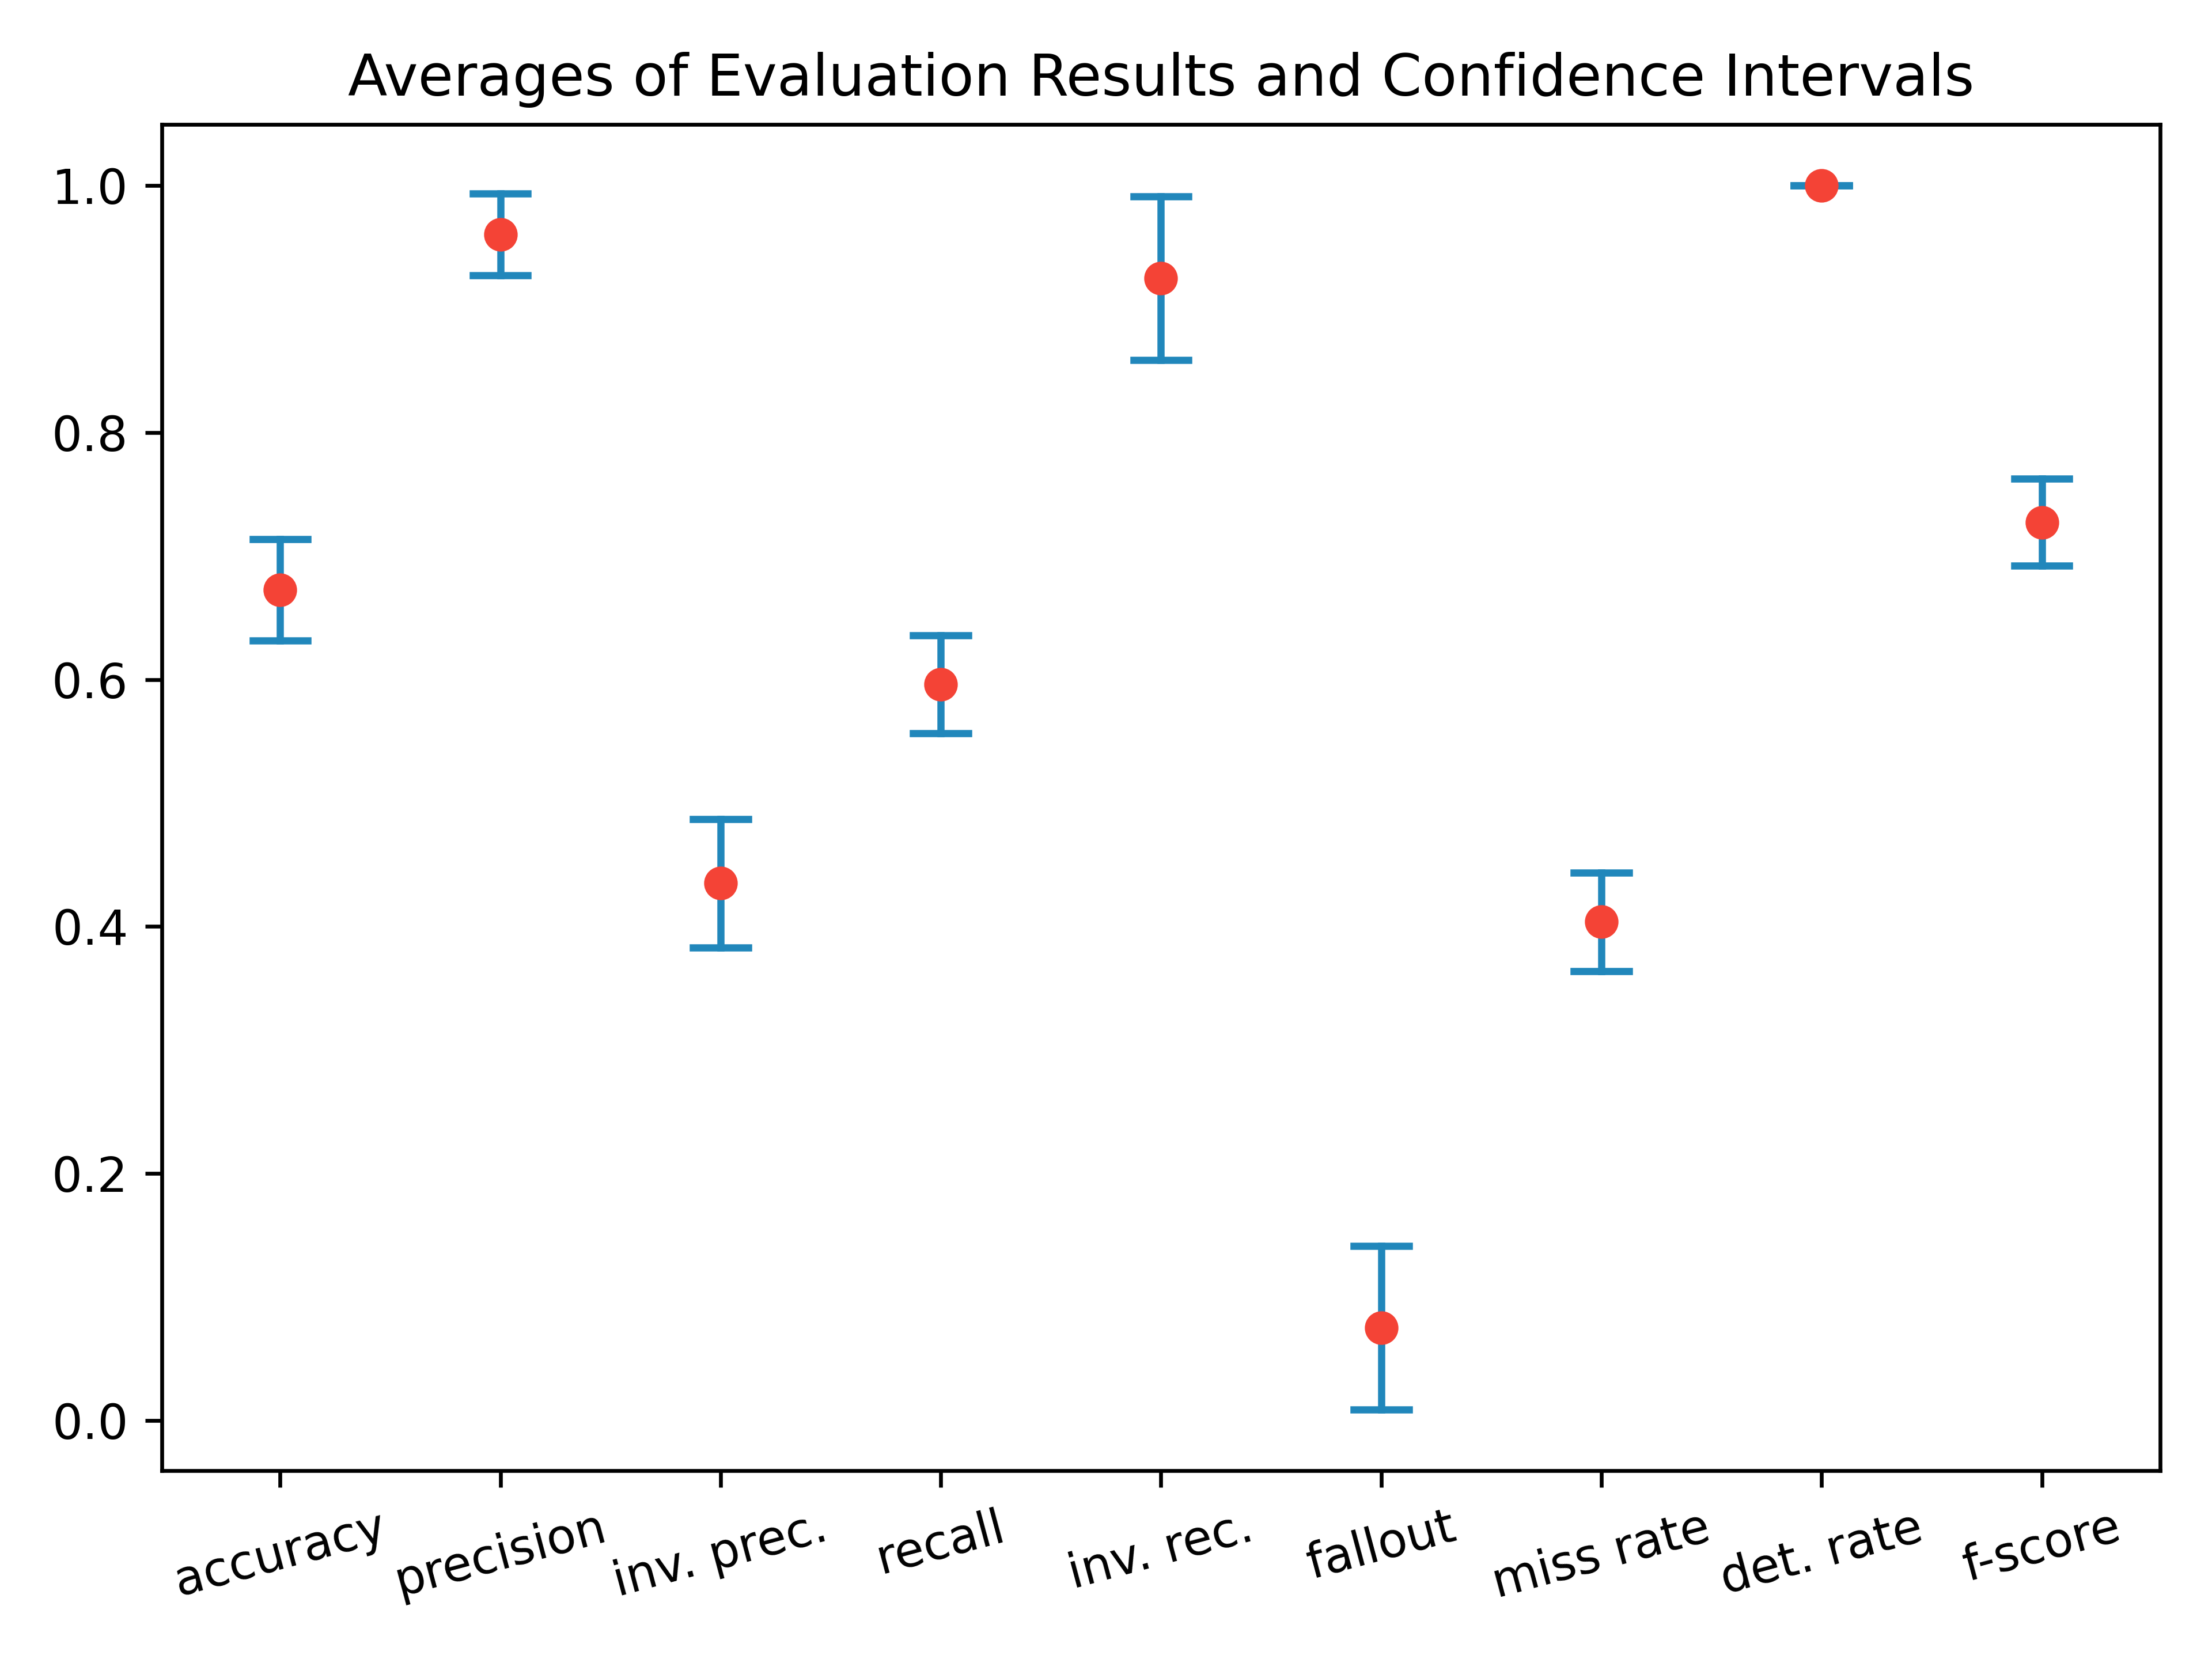 Averages of Evaluation Results and Confidence Intervals
1.0
0.8
0.6
0.4
0.2
0.0
accuracy
precision
inv. prec.
recall
inv. rec.
fallout
miss rate
det. rate
f-score